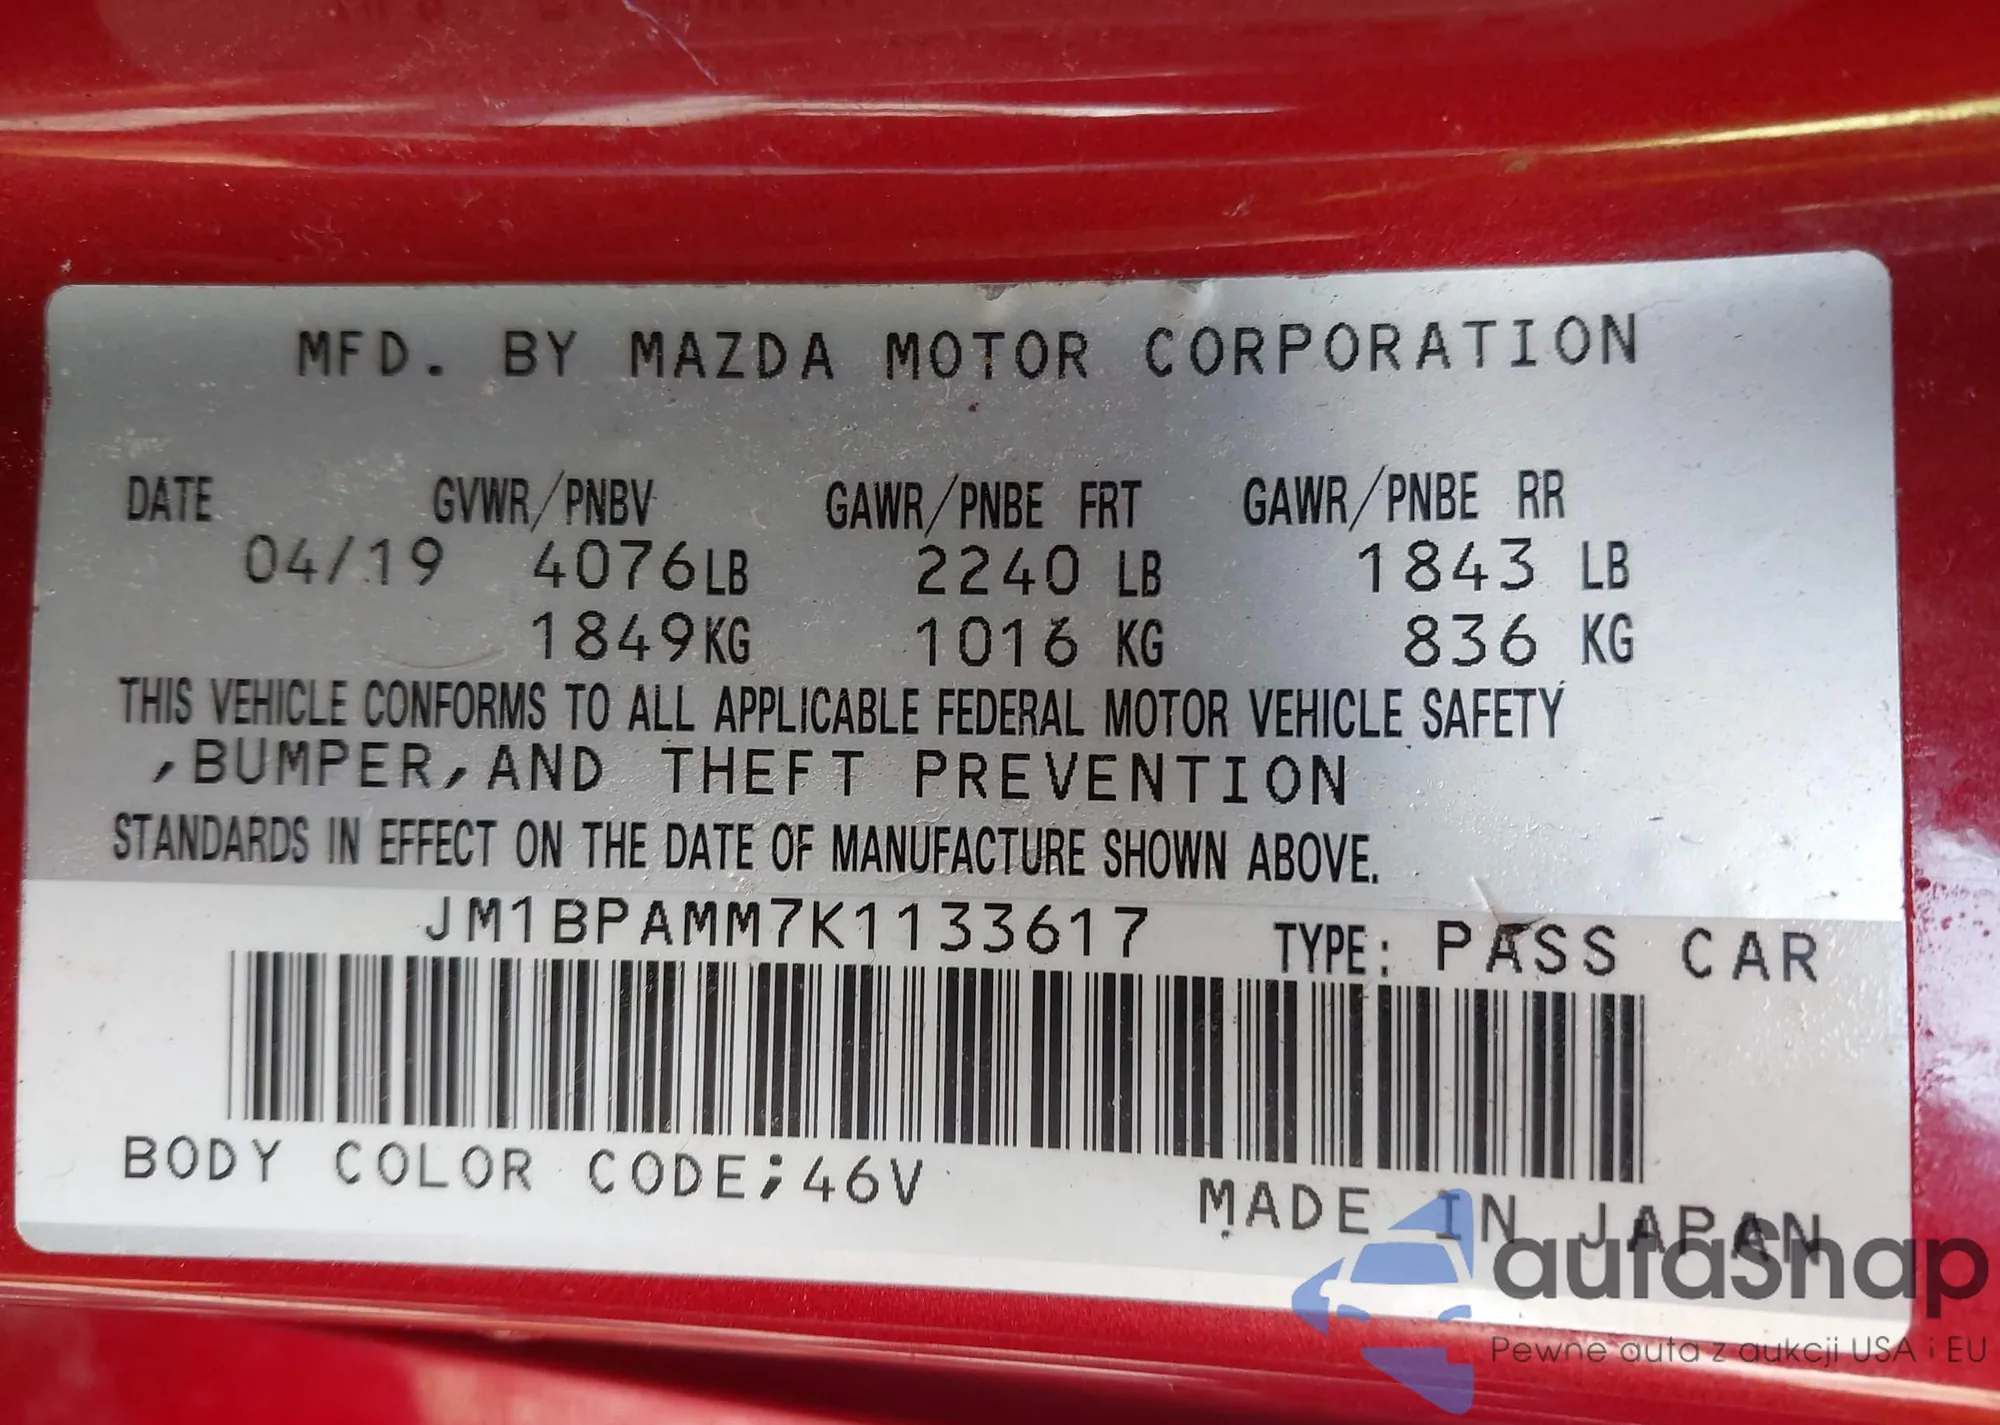 MFD. BY MAZDA MOTOR CORPORATION
DATE GVWR/PNBV GAWR/PNBE FRT GAWR/PNBE RR
04/19 4076LB 2240 LB 1843 LB
1849KG 1016 KG 836 KG
THIS VEHICLE CONFORMS TO ALL APPLICABLE FEDERAL MOTOR VEHICLE SAFETY
,BUMPER,AND THEFT PREVENTION
STANDARDS IN EFFECT ON THE DATE OF MANUFACTURE SHOWN ABOVE.
JM1BPAMM7K1133617 TYPE: PASS CAR
BODY COLOR CODE;46V
MADE IN JAPAN
autaSnap
Pewne auta z aukcji USA i EU